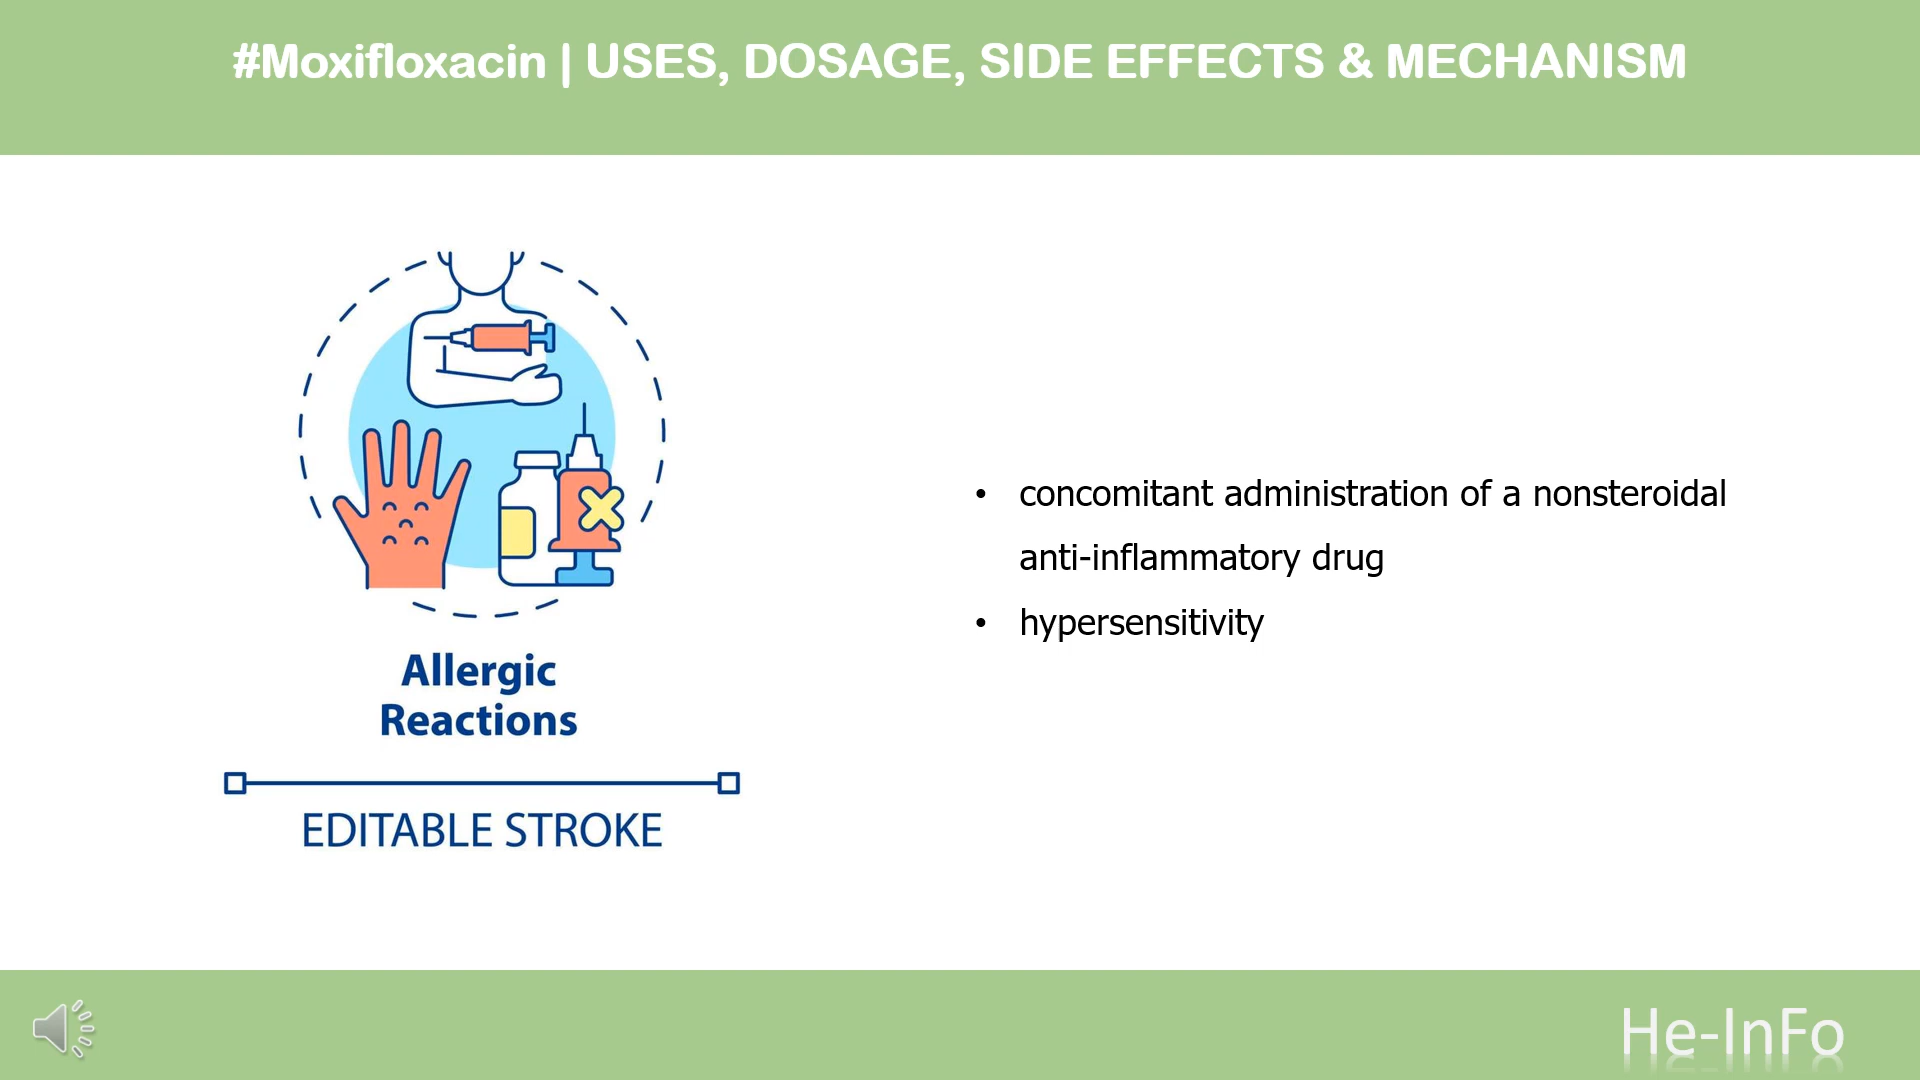 #Moxifloxacin | USES, DOSAGE, SIDE EFFECTS & MECHANISM
Allergic
Reactions
EDITABLE STROKE
• concomitant administration of a nonsteroidal
anti-inflammatory drug
• hypersensitivity
He-InFo